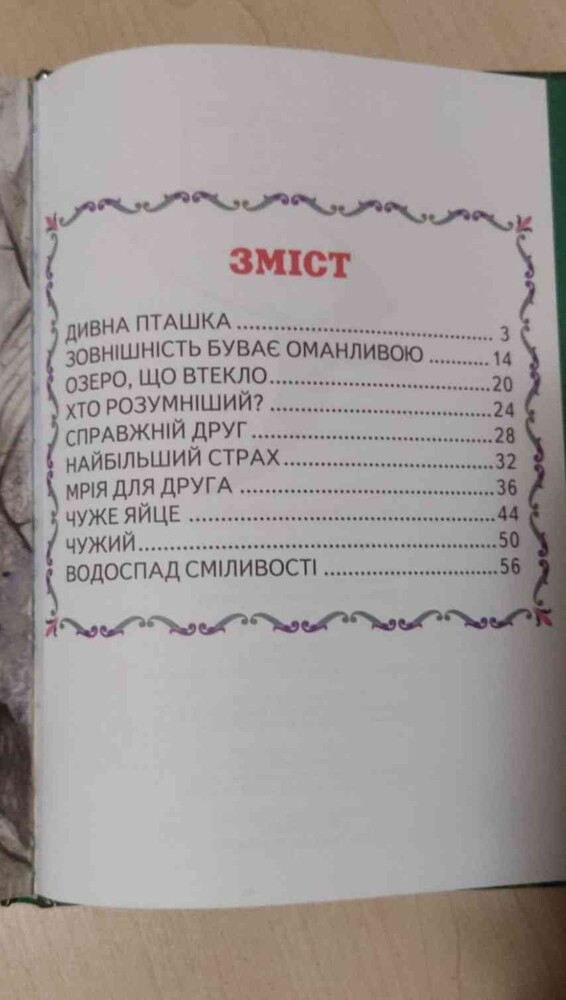 ЗМІСТ
ДИВНА ПТАШКА ........................................ 3
ЗОВНІШНІСТЬ БУВАЄ ОМАНЛИВОЮ ..........14
ОЗЕРО, ЩО ВТЕКЛО.....................................20
ХТО РОЗУМНІШИЙ? .....................................24
СПРАВЖНІЙ ДРУГ........................................28
НАЙБІЛЬШИЙ СТРАХ...................................32
МРІЯ ДЛЯ ДРУГА .........................................36
ЧУЖЕ ЯЙЦЕ ................................................44
ЧУЖИЙ.......................................................50
ВОДОСПАД СМІЛИВОСТІ .............................56